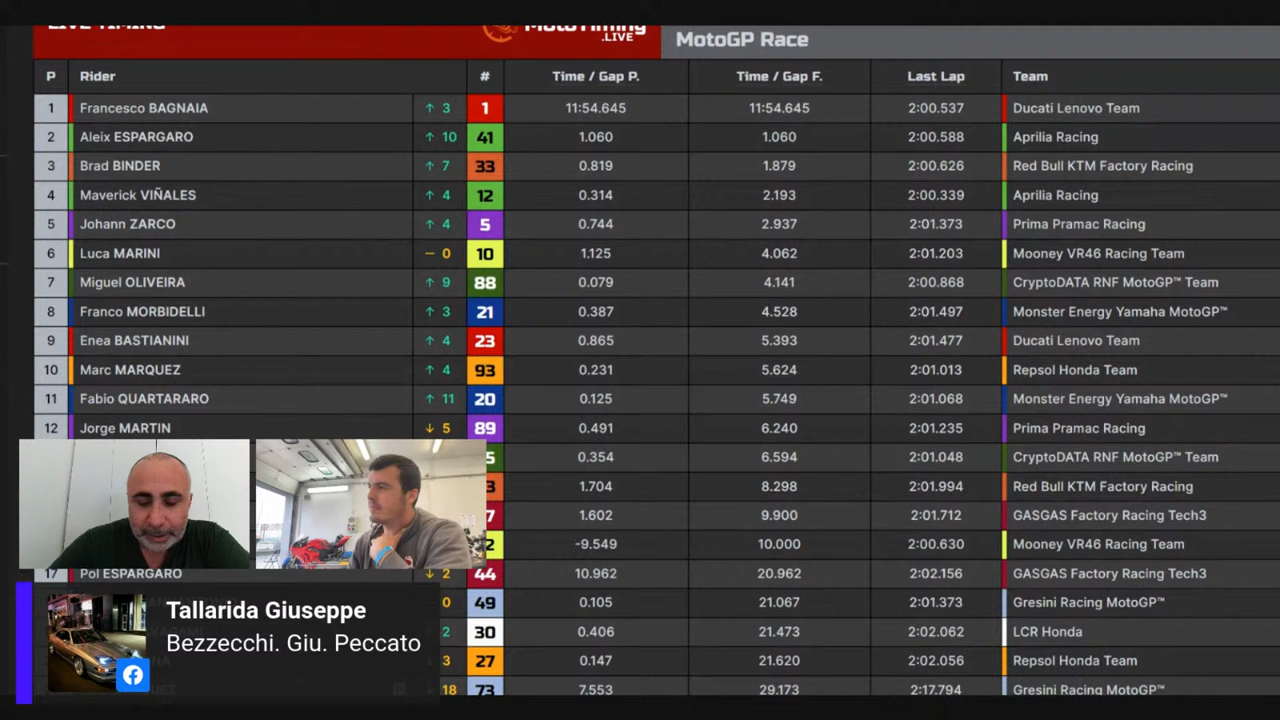 LIVE TIMING
MotoTiming
.LIVE
MotoGP Race
P Rider # Time / Gap P. Time / Gap F. Last Lap Team
1 Francesco BAGNAIA ↑ 3 1 11:54.645 11:54.645 2:00.537 Ducati Lenovo Team
2 Aleix ESPARGARO ↑ 10 41 1.060 1.060 2:00.588 Aprilia Racing
3 Brad BINDER ↑ 7 33 0.819 1.879 2:00.626 Red Bull KTM Factory Racing
4 Maverick VIÑALES ↑ 4 12 0.314 2.193 2:00.339 Aprilia Racing
5 Johann ZARCO ↑ 4 5 0.744 2.937 2:01.373 Prima Pramac Racing
6 Luca MARINI – 0 10 1.125 4.062 2:01.203 Mooney VR46 Racing Team
7 Miguel OLIVEIRA ↑ 9 88 0.079 4.141 2:00.868 CryptoDATA RNF MotoGP™ Team
8 Franco MORBIDELLI ↑ 3 21 0.387 4.528 2:01.497 Monster Energy Yamaha MotoGP™
9 Enea BASTIANINI ↑ 4 23 0.865 5.393 2:01.477 Ducati Lenovo Team
10 Marc MARQUEZ ↑ 4 93 0.231 5.624 2:01.013 Repsol Honda Team
11 Fabio QUARTARARO ↑ 11 20 0.125 5.749 2:01.068 Monster Energy Yamaha MotoGP™
12 Jorge MARTIN ↓ 5 89 0.491 6.240 2:01.235 Prima Pramac Racing
5 0.354 6.594 2:01.048 CryptoDATA RNF MotoGP™ Team
3 1.704 8.298 2:01.994 Red Bull KTM Factory Racing
7 1.602 9.900 2:01.712 GASGAS Factory Racing Tech3
2 -9.549 10.000 2:00.630 Mooney VR46 Racing Team
17 Pol ESPARGARO ↓ 2 44 10.962 20.962 2:02.156 GASGAS Factory Racing Tech3
0 49 0.105 21.067 2:01.373 Gresini Racing MotoGP™
2 30 0.406 21.473 2:02.062 LCR Honda
3 27 0.147 21.620 2:02.056 Repsol Honda Team
18 73 7.553 29.173 2:17.794 Gresini Racing MotoGP™
Tallarida Giuseppe
Bezzecchi. Giu. Peccato